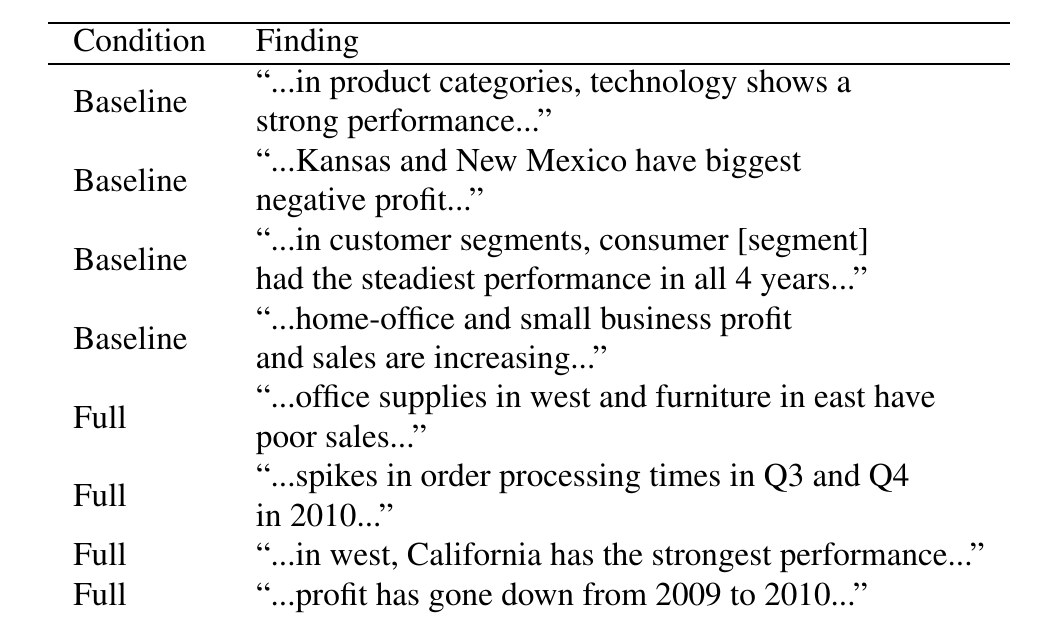 Condition Finding
Baseline “...in product categories, technology shows a
strong performance...”
Baseline “...Kansas and New Mexico have biggest
negative profit...”
Baseline “...in customer segments, consumer [segment]
had the steadiest performance in all 4 years...”
Baseline “...home-office and small business profit
and sales are increasing...”
Full “...office supplies in west and furniture in east have
poor sales...”
Full “...spikes in order processing times in Q3 and Q4
in 2010...”
Full “...in west, California has the strongest performance...”
Full “...profit has gone down from 2009 to 2010...”